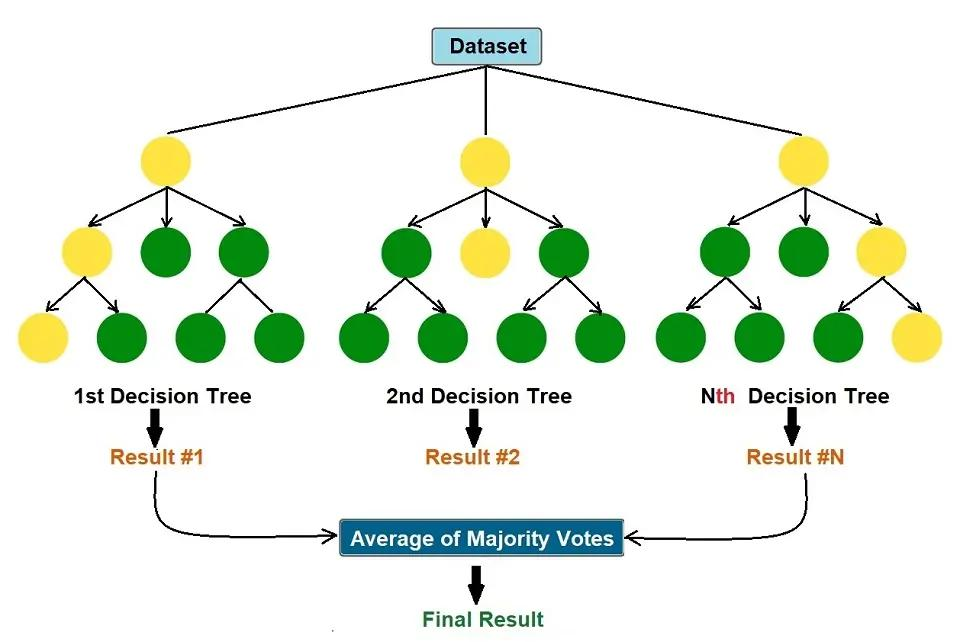 Dataset
1st Decision Tree
2nd Decision Tree
Nth Decision Tree
Result #1
Result #2
Result #N
Average of Majority Votes
Final Result